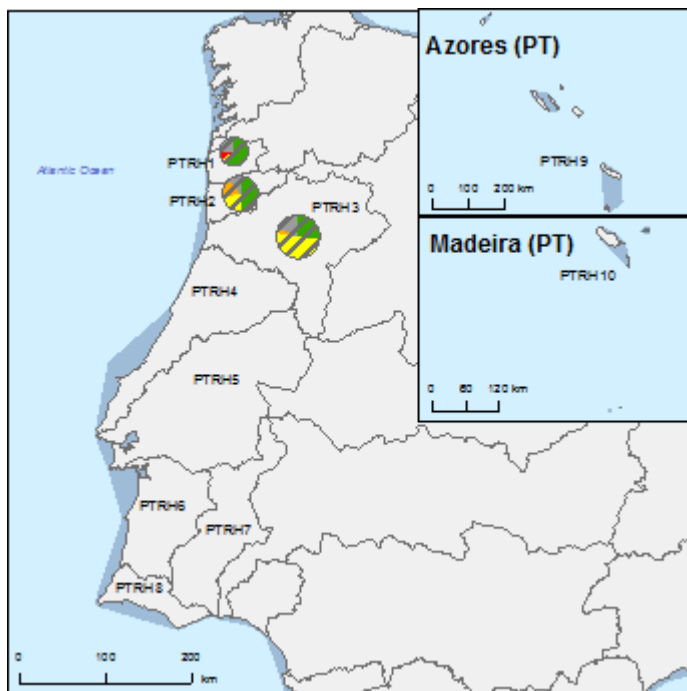 Azores (PT)
PTRH9
0 100 200 km
Madeira (PT)
PTRH10
0 60 120 km
Atlantic Ocean
PTRH1
PTRH2
PTRH3
PTRH4
PTRH5
PTRH6
PTRH7
PTRH8
0 100 200
km